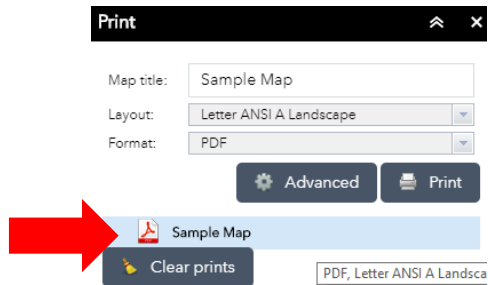 Print
Map title: Sample Map
Layout: Letter ANSI A Landscape
Format: PDF
Advanced Print
Sample Map
Clear prints
PDF, Letter ANSI A Landsca